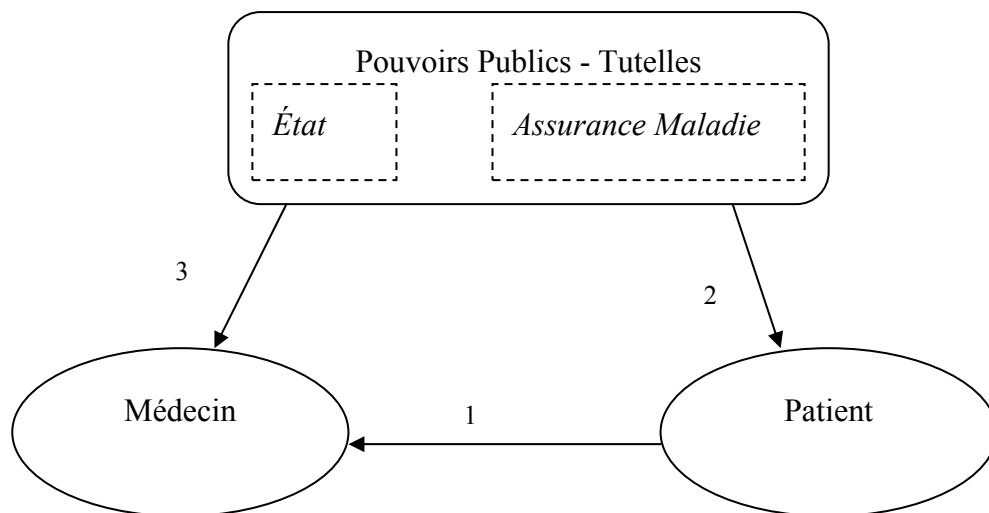 Pouvoirs Publics - Tutelles
État
Assurance Maladie
3
2
Médecin
1
Patient